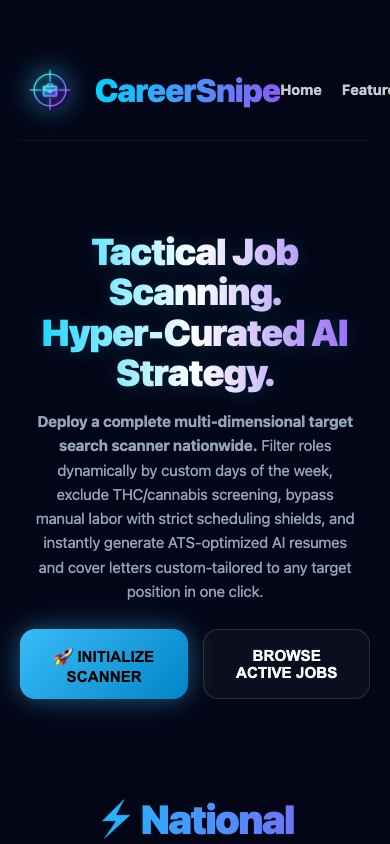 CareerSnipe Home Featur
Tactical Job
Scanning.
Hyper-Curated AI
Strategy.
Deploy a complete multi-dimensional target
search scanner nationwide. Filter roles
dynamically by custom days of the week,
exclude THC/cannabis screening, bypass
manual labor with strict scheduling shields, and
instantly generate ATS-optimized AI resumes
and cover letters custom-tailored to any target
position in one click.
🚀 INITIALIZE
SCANNER
BROWSE
ACTIVE JOBS
⚡ National